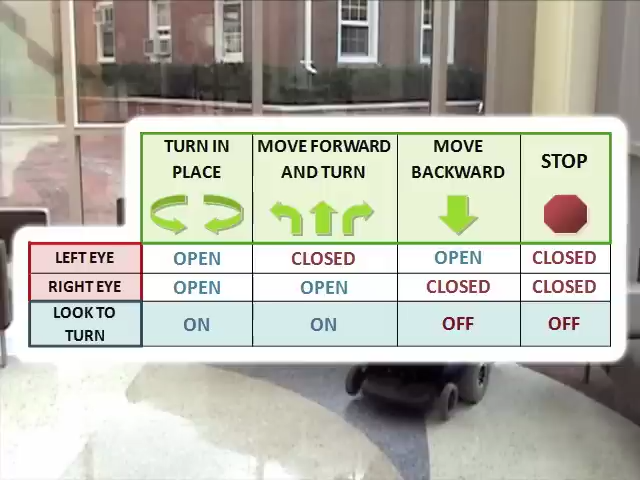 TURN IN PLACE
MOVE FORWARD AND TURN
MOVE BACKWARD
STOP
LEFT EYE OPEN CLOSED OPEN CLOSED
RIGHT EYE OPEN OPEN CLOSED CLOSED
LOOK TO TURN ON ON OFF OFF